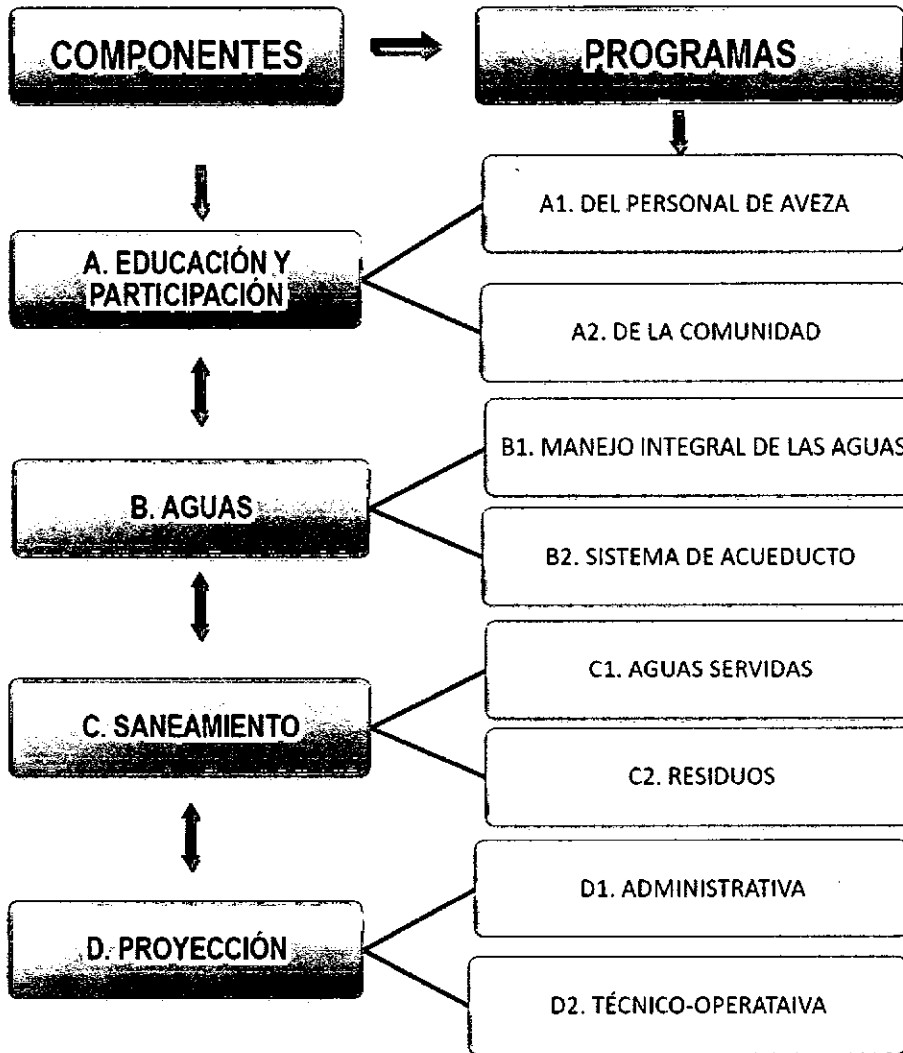 COMPONENTES
PROGRAMAS
A. EDUCACIÓN Y
PARTICIPACIÓN
A1. DEL PERSONAL DE AVEZA
A2. DE LA COMUNIDAD
B. AGUAS
B1. MANEJO INTEGRAL DE LAS AGUAS
B2. SISTEMA DE ACUEDUCTO
C. SANEAMIENTO
C1. AGUAS SERVIDAS
C2. RESIDUOS
D. PROYECCIÓN
D1. ADMINISTRATIVA
D2. TÉCNICO-OPERATAIVA